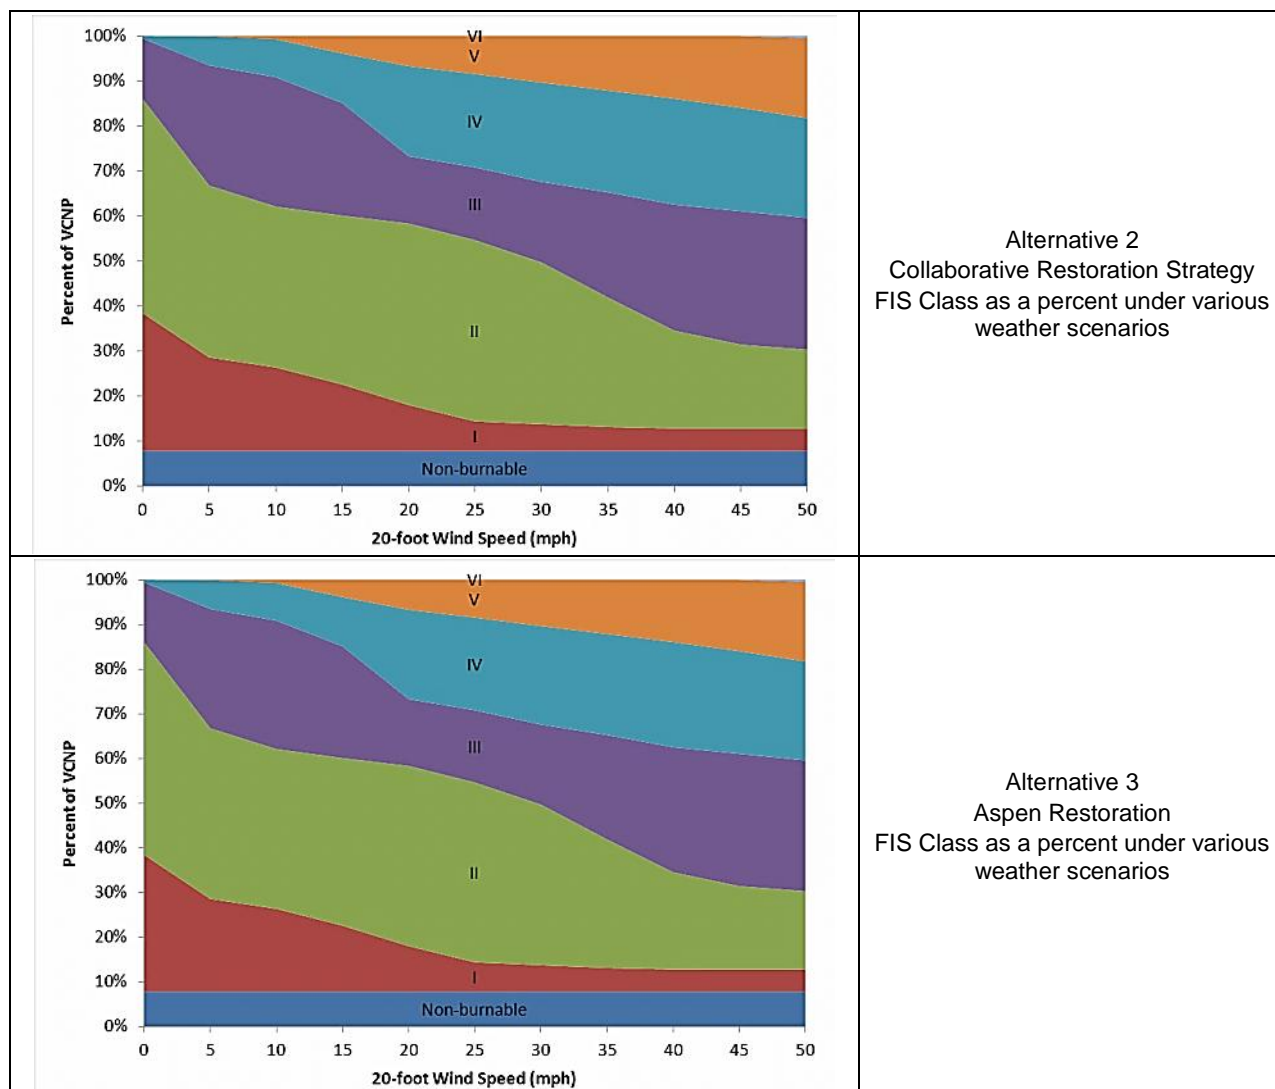 100%
90%
80%
70%
60%
50%
40%
30%
20%
10%
0%
Percent of VCNP
VI
V
IV
III
II
I
Non-burnable
0 5 10 15 20 25 30 35 40 45 50
20-foot Wind Speed (mph)
Alternative 2
Collaborative Restoration Strategy
FIS Class as a percent under various
weather scenarios
100%
90%
80%
70%
60%
50%
40%
30%
20%
10%
0%
Percent of VCNP
VI
V
IV
III
II
I
Non-burnable
0 5 10 15 20 25 30 35 40 45 50
20-foot Wind Speed (mph)
Alternative 3
Aspen Restoration
FIS Class as a percent under various
weather scenarios